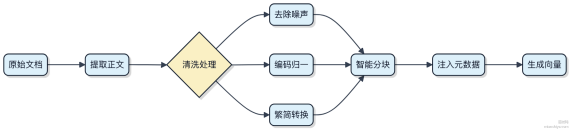 原始文档
提取正文
清洗处理
去除噪声
编码归一
繁简转换
智能分块
注入元数据
生成向量